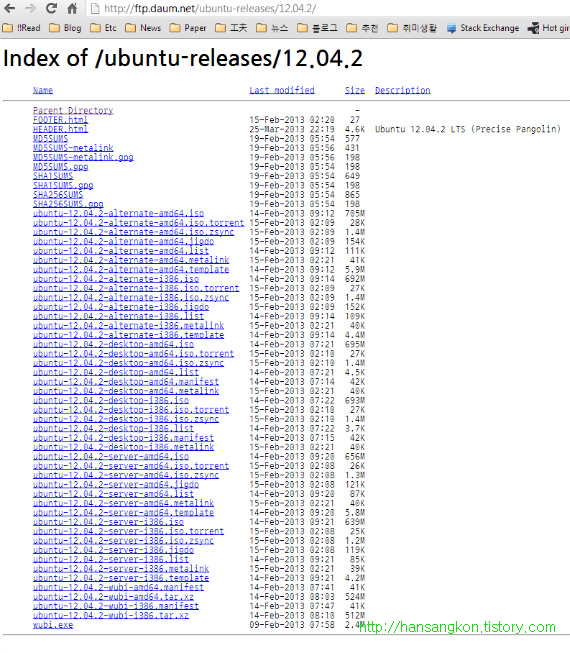 http://ftp.daum.net/ubuntu-releases/12.04.2/
!!Read Blog Etc News Paper 工夫 뉴스 블로그 추천 취미생활 Stack Exchange Hot girl
Index of /ubuntu-releases/12.04.2
Name Last modified Size Description
Parent Directory -
FOOTER.html 15-Feb-2013 02:20 27
HEADER.html 25-Mar-2013 22:19 4.6K Ubuntu 12.04.2 LTS (Precise Pangolin)
MD5SUMS 19-Feb-2013 05:54 577
MD5SUMS-metalink 19-Feb-2013 05:56 431
MD5SUMS-metalink.gpg 19-Feb-2013 05:56 198
MD5SUMS.gpg 19-Feb-2013 05:54 198
SHA1SUMS 19-Feb-2013 05:54 649
SHA1SUMS.gpg 19-Feb-2013 05:54 198
SHA256SUMS 19-Feb-2013 05:54 865
SHA256SUMS.gpg 19-Feb-2013 05:54 198
ubuntu-12.04.2-alternate-amd64.iso 14-Feb-2013 09:12 705M
ubuntu-12.04.2-alternate-amd64.iso.torrent 15-Feb-2013 02:09 28K
ubuntu-12.04.2-alternate-amd64.iso.zsync 15-Feb-2013 02:09 1.4M
ubuntu-12.04.2-alternate-amd64.jigdo 15-Feb-2013 02:09 154K
ubuntu-12.04.2-alternate-amd64.list 14-Feb-2013 09:12 111K
ubuntu-12.04.2-alternate-amd64.metalink 15-Feb-2013 02:21 41K
ubuntu-12.04.2-alternate-amd64.template 14-Feb-2013 09:12 5.9M
ubuntu-12.04.2-alternate-i386.iso 14-Feb-2013 09:14 692M
ubuntu-12.04.2-alternate-i386.iso.torrent 15-Feb-2013 02:09 27K
ubuntu-12.04.2-alternate-i386.iso.zsync 15-Feb-2013 02:09 1.4M
ubuntu-12.04.2-alternate-i386.jigdo 15-Feb-2013 02:09 152K
ubuntu-12.04.2-alternate-i386.list 14-Feb-2013 09:14 109K
ubuntu-12.04.2-alternate-i386.metalink 15-Feb-2013 02:21 40K
ubuntu-12.04.2-alternate-i386.template 14-Feb-2013 09:14 4.4M
ubuntu-12.04.2-desktop-amd64.iso 14-Feb-2013 07:21 695M
ubuntu-12.04.2-desktop-amd64.iso.torrent 15-Feb-2013 02:10 27K
ubuntu-12.04.2-desktop-amd64.iso.zsync 15-Feb-2013 02:10 1.4M
ubuntu-12.04.2-desktop-amd64.list 14-Feb-2013 07:21 4.5K
ubuntu-12.04.2-desktop-amd64.manifest 14-Feb-2013 07:14 42K
ubuntu-12.04.2-desktop-amd64.metalink 15-Feb-2013 02:21 40K
ubuntu-12.04.2-desktop-i386.iso 14-Feb-2013 07:22 693M
ubuntu-12.04.2-desktop-i386.iso.torrent 15-Feb-2013 02:10 27K
ubuntu-12.04.2-desktop-i386.iso.zsync 15-Feb-2013 02:10 1.4M
ubuntu-12.04.2-desktop-i386.list 14-Feb-2013 07:22 3.7K
ubuntu-12.04.2-desktop-i386.manifest 14-Feb-2013 07:15 42K
ubuntu-12.04.2-desktop-i386.metalink 15-Feb-2013 02:21 40K
ubuntu-12.04.2-server-amd64.iso 14-Feb-2013 09:20 656M
ubuntu-12.04.2-server-amd64.iso.torrent 15-Feb-2013 02:08 26K
ubuntu-12.04.2-server-amd64.iso.zsync 15-Feb-2013 02:08 1.3M
ubuntu-12.04.2-server-amd64.jigdo 15-Feb-2013 02:08 121K
ubuntu-12.04.2-server-amd64.list 14-Feb-2013 09:20 87K
ubuntu-12.04.2-server-amd64.metalink 15-Feb-2013 02:21 40K
ubuntu-12.04.2-server-amd64.template 14-Feb-2013 09:20 5.8M
ubuntu-12.04.2-server-i386.iso 14-Feb-2013 09:21 639M
ubuntu-12.04.2-server-i386.iso.torrent 15-Feb-2013 02:08 25K
ubuntu-12.04.2-server-i386.iso.zsync 15-Feb-2013 02:08 1.2M
ubuntu-12.04.2-server-i386.jigdo 15-Feb-2013 02:08 119K
ubuntu-12.04.2-server-i386.list 14-Feb-2013 09:21 85K
ubuntu-12.04.2-server-i386.metalink 15-Feb-2013 02:21 39K
ubuntu-12.04.2-server-i386.template 14-Feb-2013 09:21 4.2M
ubuntu-12.04.2-wubi-amd64.manifest 14-Feb-2013 07:41 41K
ubuntu-12.04.2-wubi-amd64.tar.xz 14-Feb-2013 08:03 524M
ubuntu-12.04.2-wubi-i386.manifest 14-Feb-2013 07:47 41K
ubuntu-12.04.2-wubi-i386.tar.xz 14-Feb-2013 08:10 512M
wubi.exe 09-Feb-2013 07:58 2.4M
http://hansangkon.tistory.com